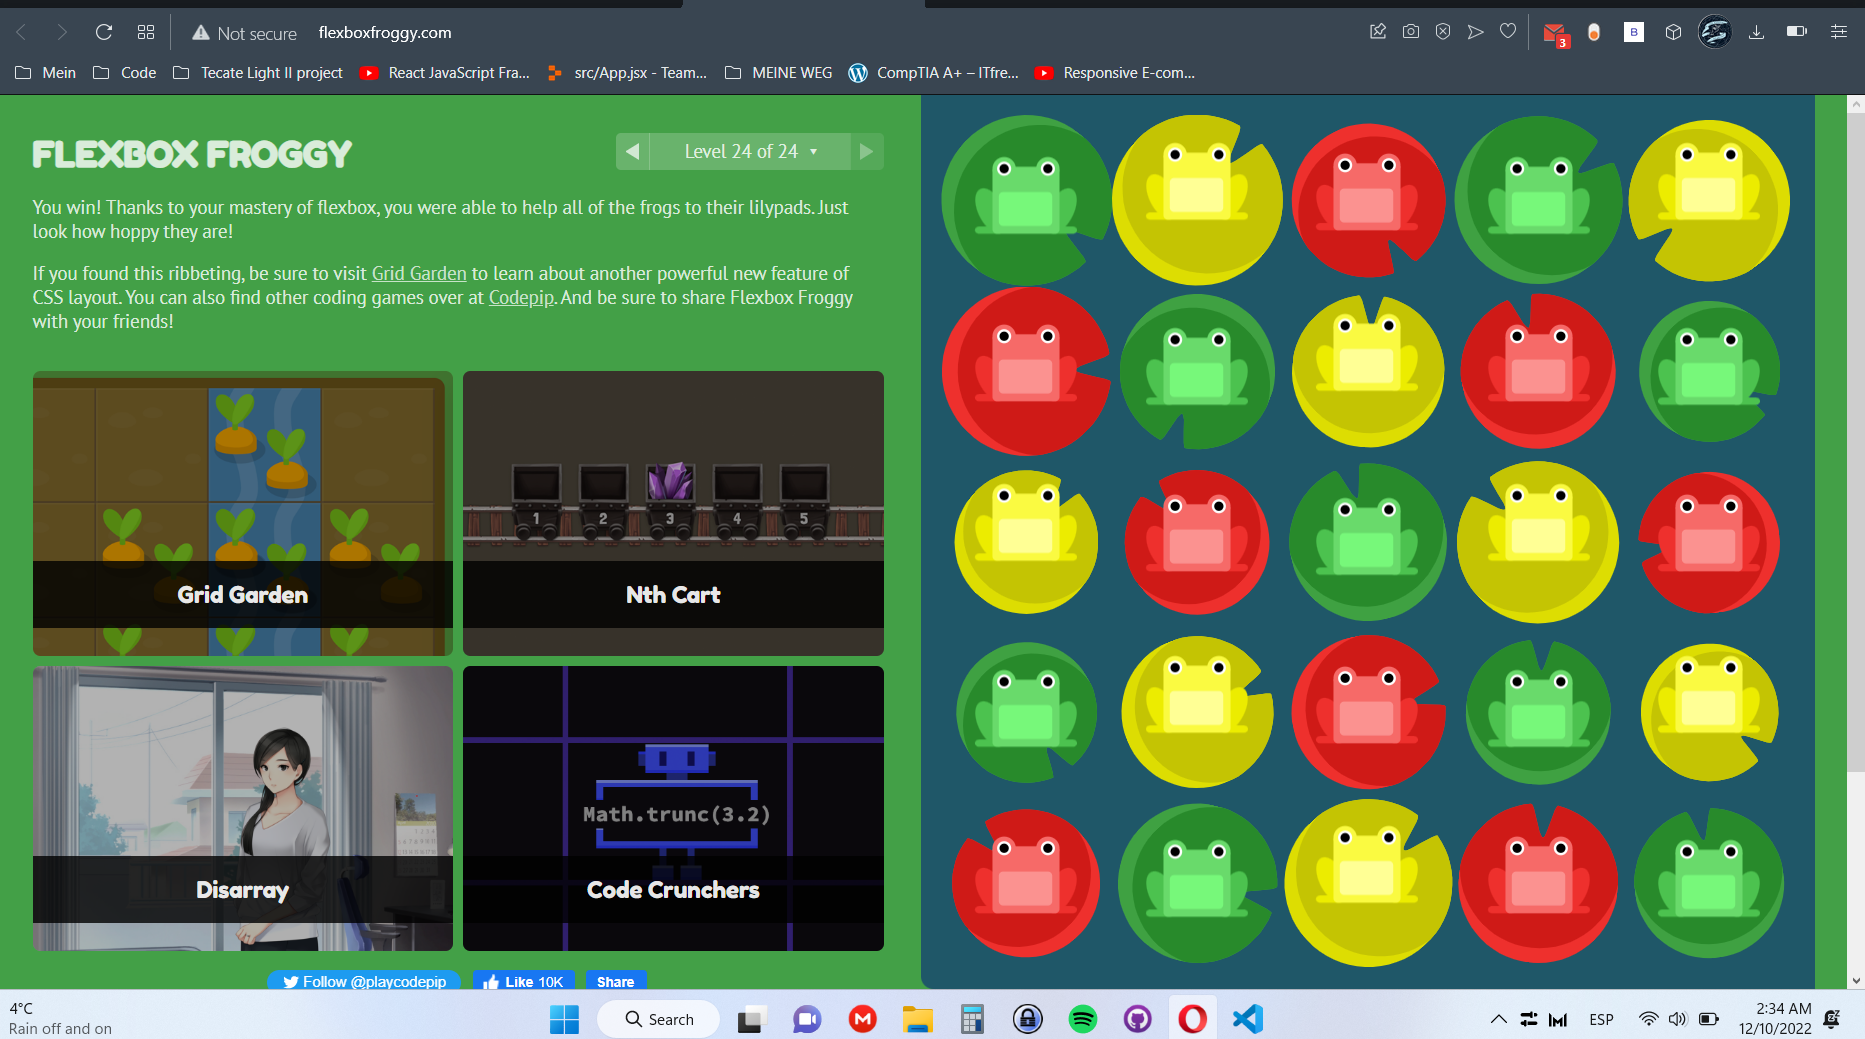 Not secure flexboxfroggy.com
3
B
Mein Code Tecate Light II project React JavaScript Fra... src/App.jsx - Team... MEINE WEG CompTIA A+ – ITfre... Responsive E-com...
FLEXBOX FROGGY
Level 24 of 24
You win! Thanks to your mastery of flexbox, you were able to help all of the frogs to their lilypads. Just
look how hoppy they are!
If you found this ribbeting, be sure to visit Grid Garden to learn about another powerful new feature of
CSS layout. You can also find other coding games over at Codepip. And be sure to share Flexbox Froggy
with your friends!
1 2 3 4 5
Grid Garden
Nth Cart
Math.trunc(3.2)
Disarray
Code Crunchers
Follow @playcodepip Like 10K Share
4°C
Rain off and on
Search
ESP
2:34 AM
12/10/2022